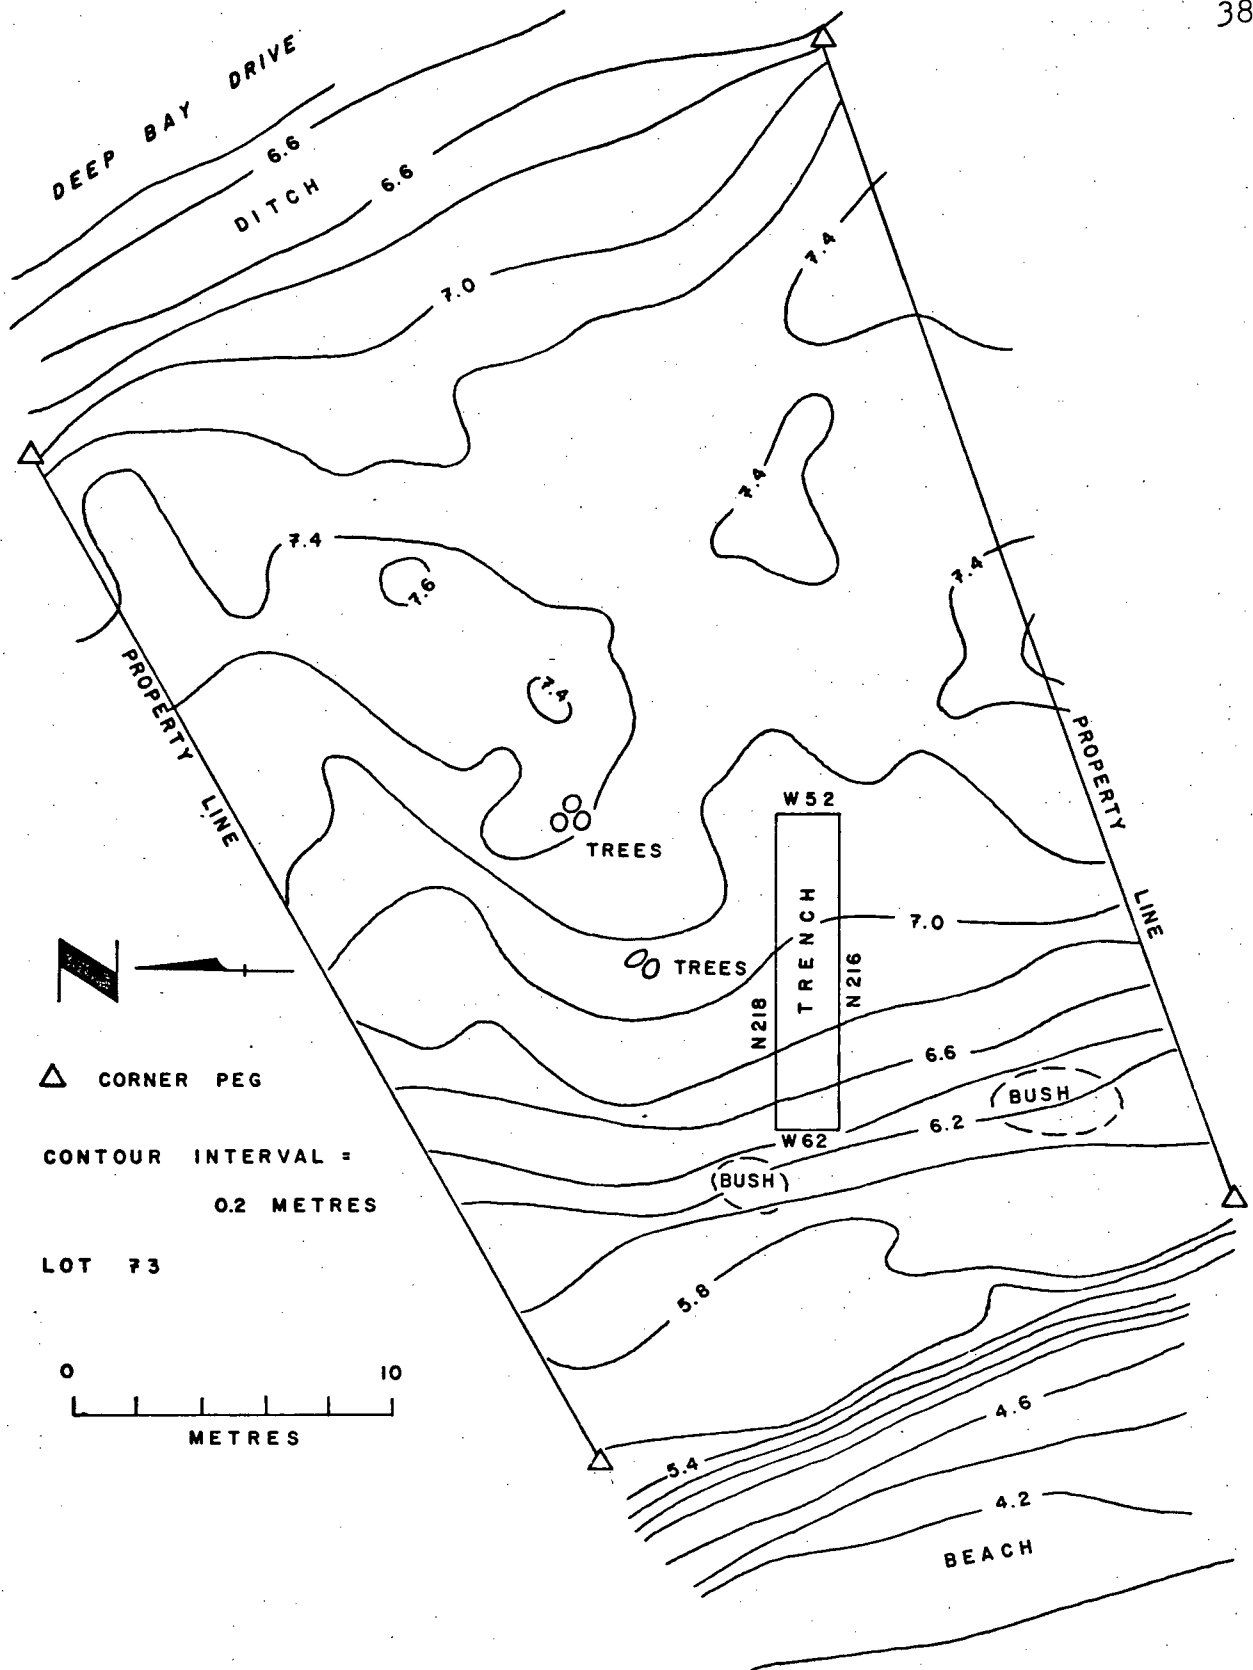 38
DEEP BAY DRIVE
6.6
DITCH
6.6
7.4
7.0
7.4
7.4
7.6
7.4
7.4
PROPERTY LINE
PROPERTY LINE
W52
TREES
TRENCH
7.0
TREES
N218
N216
N
6.6
BUSH
△ CORNER PEG
6.2
W62
BUSH
CONTOUR INTERVAL =
0.2 METRES
LOT 73
5.8
0 10
METRES
4.6
5.4
4.2
BEACH